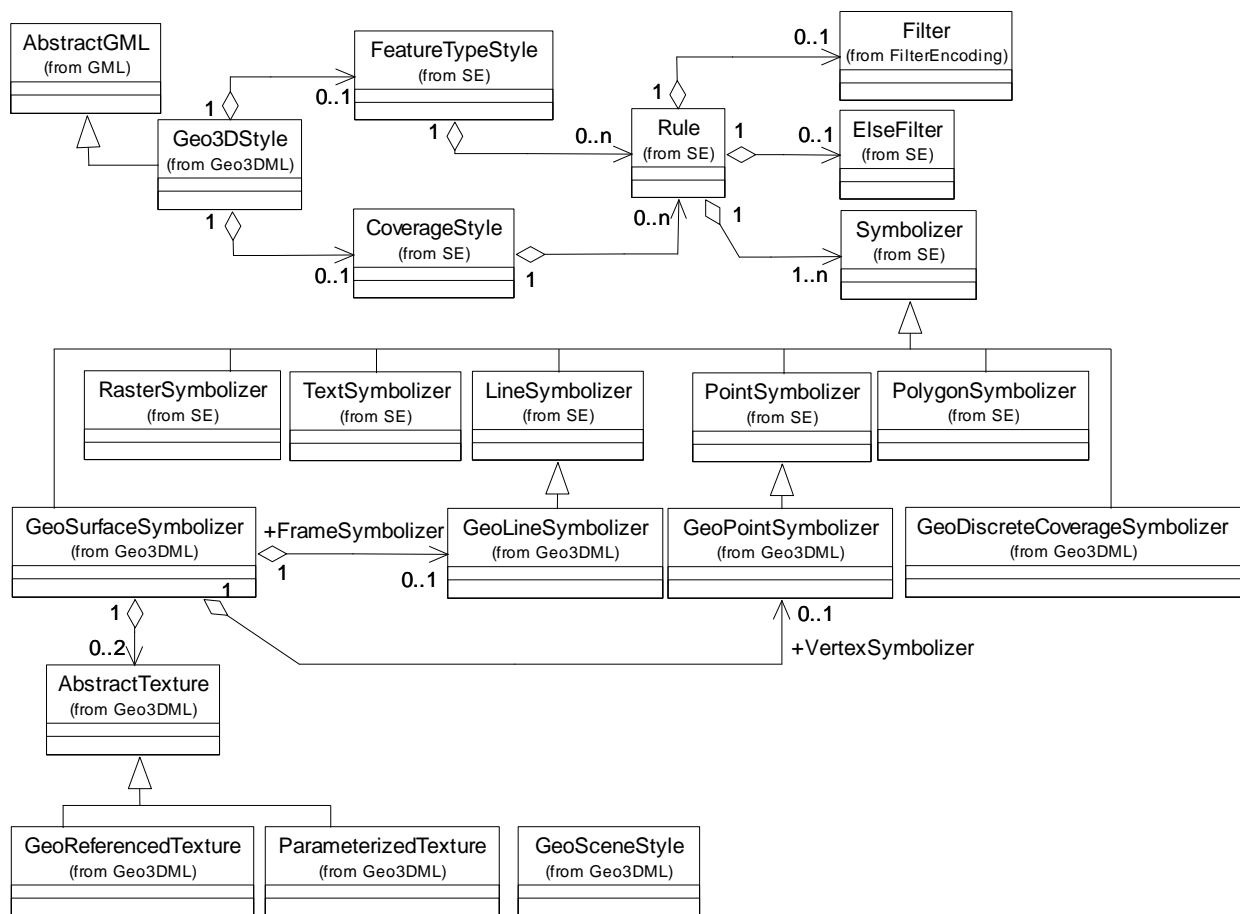 AbstractGML
(from GML)
FeatureTypeStyle
(from SE)
Filter
(from FilterEncoding)
0..1
1
0..1
1
Geo3DStyle
(from Geo3DML)
1
0..n
Rule
(from SE)
1
0..1
ElseFilter
(from SE)
1
0..1
CoverageStyle
(from SE)
1
0..n
1
1..n
Symbolizer
(from SE)
RasterSymbolizer
(from SE)
TextSymbolizer
(from SE)
LineSymbolizer
(from SE)
PointSymbolizer
(from SE)
PolygonSymbolizer
(from SE)
GeoSurfaceSymbolizer
(from Geo3DML)
+FrameSymbolizer
1
0..1
GeoLineSymbolizer
(from Geo3DML)
GeoPointSymbolizer
(from Geo3DML)
GeoDiscreteCoverageSymbolizer
(from Geo3DML)
1
1
0..2
0..1
+VertexSymbolizer
AbstractTexture
(from Geo3DML)
GeoReferencedTexture
(from Geo3DML)
ParameterizedTexture
(from Geo3DML)
GeoSceneStyle
(from Geo3DML)